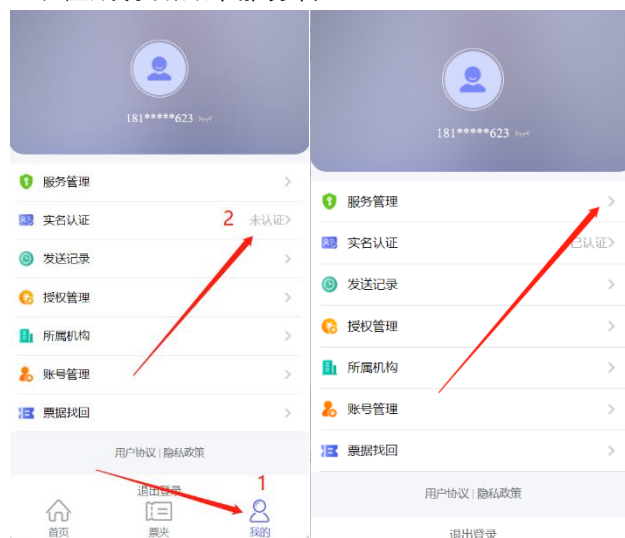 181*****623
服务管理
实名认证 2 未认证>
发送记录
授权管理
所属机构
账号管理
票据找回
用户协议 | 隐私政策
退出登录
1
首页 票夹 我的
181*****623
服务管理
实名认证 已认证>
发送记录
授权管理
所属机构
账号管理
票据找回
用户协议 | 隐私政策
退出登录